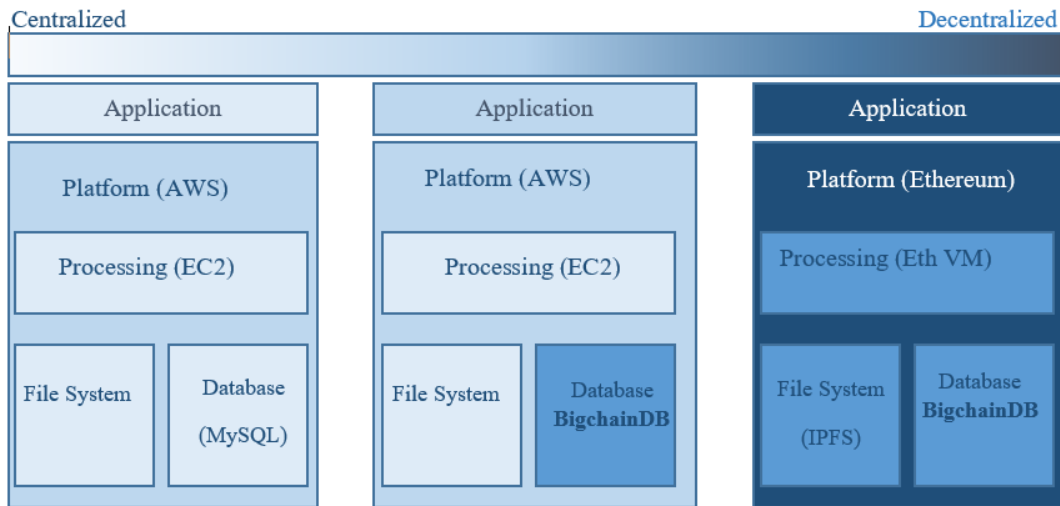 Centralized
Decentralized
Application
Platform (AWS)
Processing (EC2)
File System
Database
(MySQL)
Application
Platform (AWS)
Processing (EC2)
File System
Database
BigchainDB
Application
Platform (Ethereum)
Processing (Eth VM)
File System
(IPFS)
Database
BigchainDB